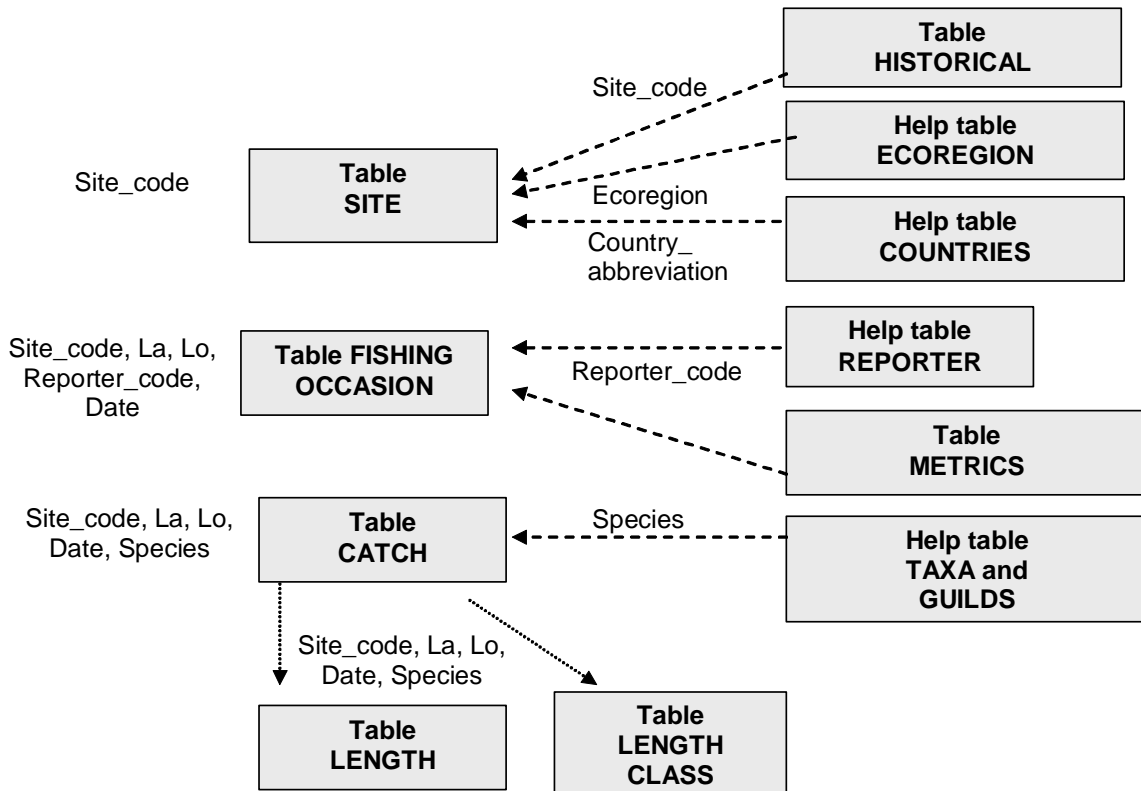 Table
HISTORICAL
Site_code
Help table
ECOREGION
Site_code
Table
SITE
Ecoregion
Help table
COUNTRIES
Country_
abbreviation
Site_code, La, Lo,
Reporter_code,
Date
Table FISHING
OCCASION
Reporter_code
Help table
REPORTER
Table
METRICS
Site_code, La, Lo,
Date, Species
Table
CATCH
Species
Help table
TAXA and
GUILDS
Site_code, La, Lo,
Date, Species
Table
LENGTH
Table
LENGTH
CLASS